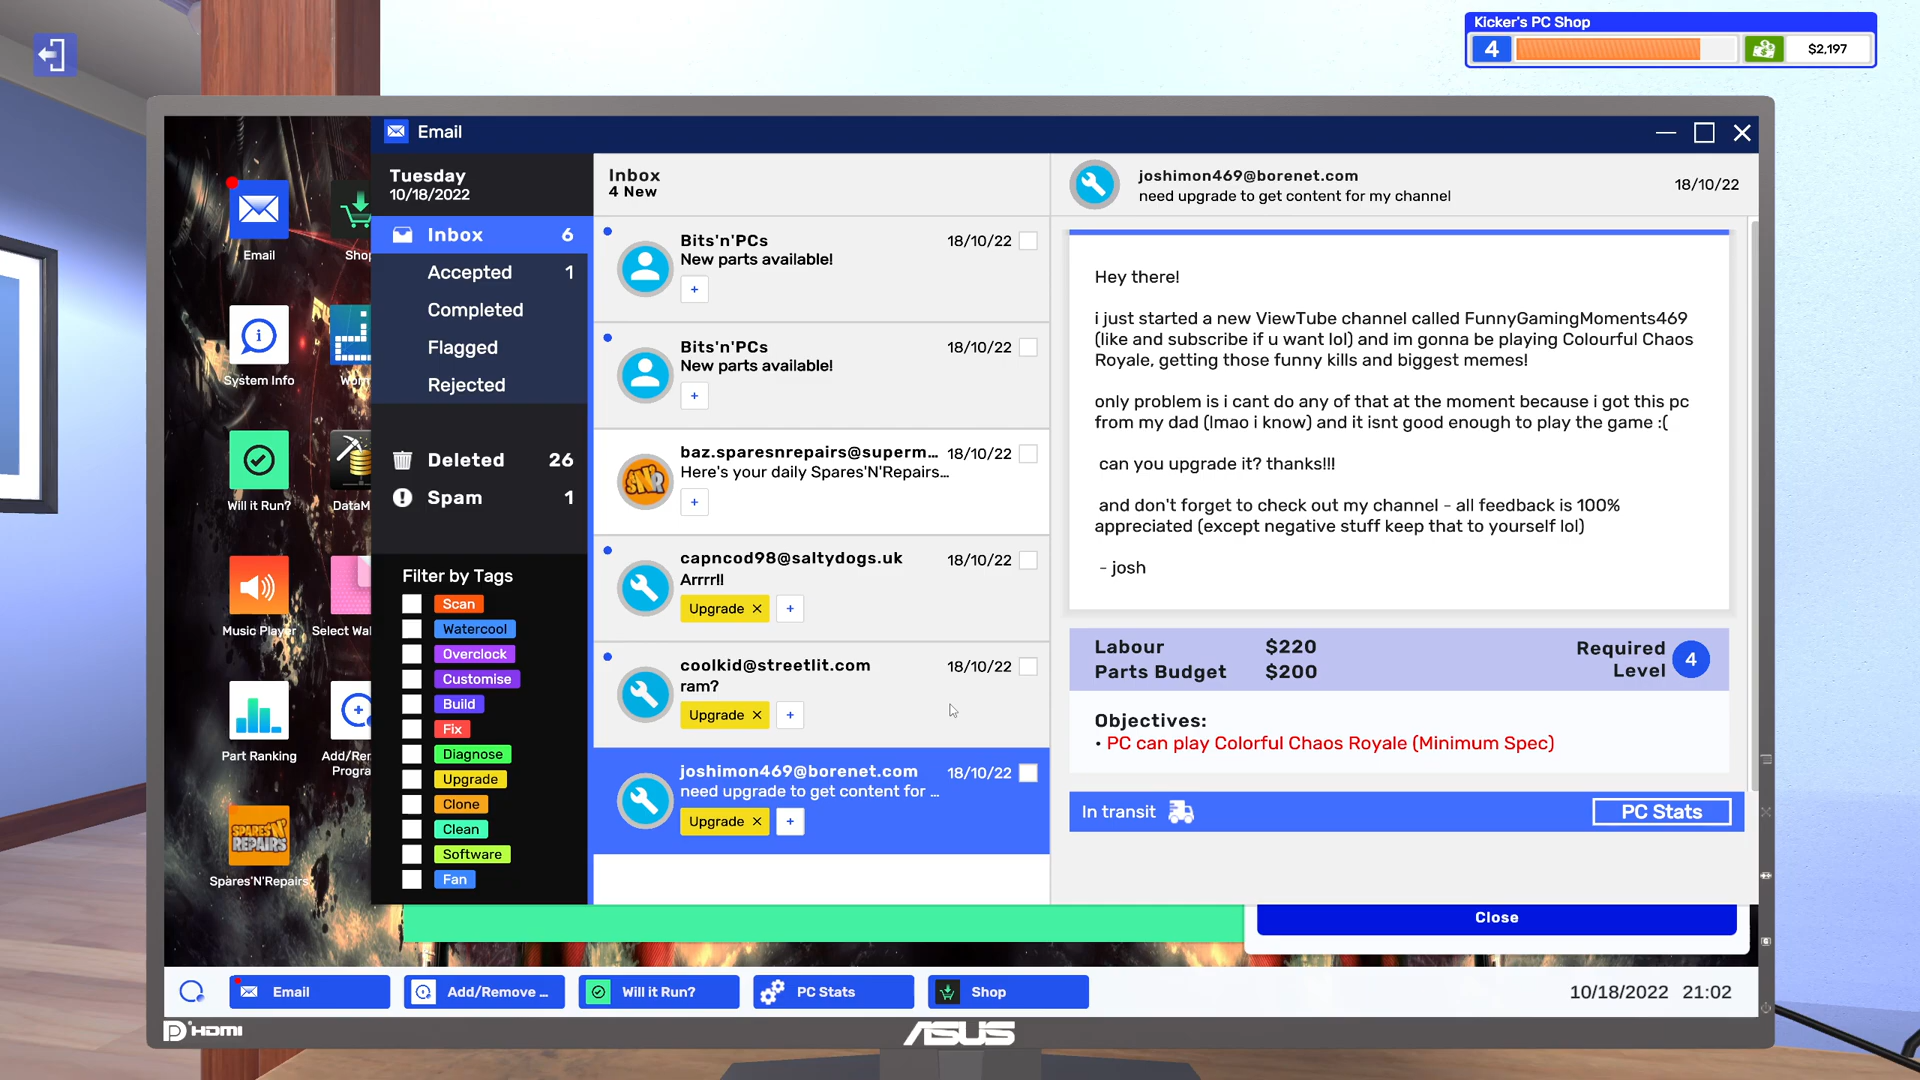 Kicker's PC Shop
4
$2,197
Email
Tuesday
10/18/2022
Inbox 6
Accepted 1
Completed
Flagged
Rejected
Deleted 26
Spam 1
Filter by Tags
Scan
Watercool
Overclock
Customise
Build
Fix
Diagnose
Upgrade
Clone
Clean
Software
Fan
Inbox
4 New
Bits'n'PCs 18/10/22
New parts available!
+
Bits'n'PCs 18/10/22
New parts available!
+
baz.sparesnrepairs@superm... 18/10/22
Here's your daily Spares'N'Repairs...
SNR
+
capncod98@saltydogs.uk 18/10/22
Arrrr!!
Upgrade × +
coolkid@streetlit.com 18/10/22
ram?
Upgrade × +
joshimon469@borenet.com 18/10/22
need upgrade to get content for ...
Upgrade × +
joshimon469@borenet.com
need upgrade to get content for my channel
18/10/22
Hey there!
i just started a new ViewTube channel called FunnyGamingMoments469
(like and subscribe if u want lol) and im gonna be playing Colourful Chaos
Royale, getting those funny kills and biggest memes!
only problem is i cant do any of that at the moment because i got this pc
from my dad (lmao i know) and it isnt good enough to play the game :(
can you upgrade it? thanks!!!
and don't forget to check out my channel - all feedback is 100%
appreciated (except negative stuff keep that to yourself lol)
- josh
Labour $220
Parts Budget $200
Required
Level 4
Objectives:
• PC can play Colorful Chaos Royale (Minimum Spec)
In transit
PC Stats
Close
Email
Shop
System Info
Will it Run?
DataM
Music Player
Select Wal
Part Ranking
Add/Rem
Progra
SPARES'N'
REPAIRS
Spares'N'Repairs
Email
Add/Remove ...
Will it Run?
PC Stats
Shop
10/18/2022 21:02
HDMI
ASUS